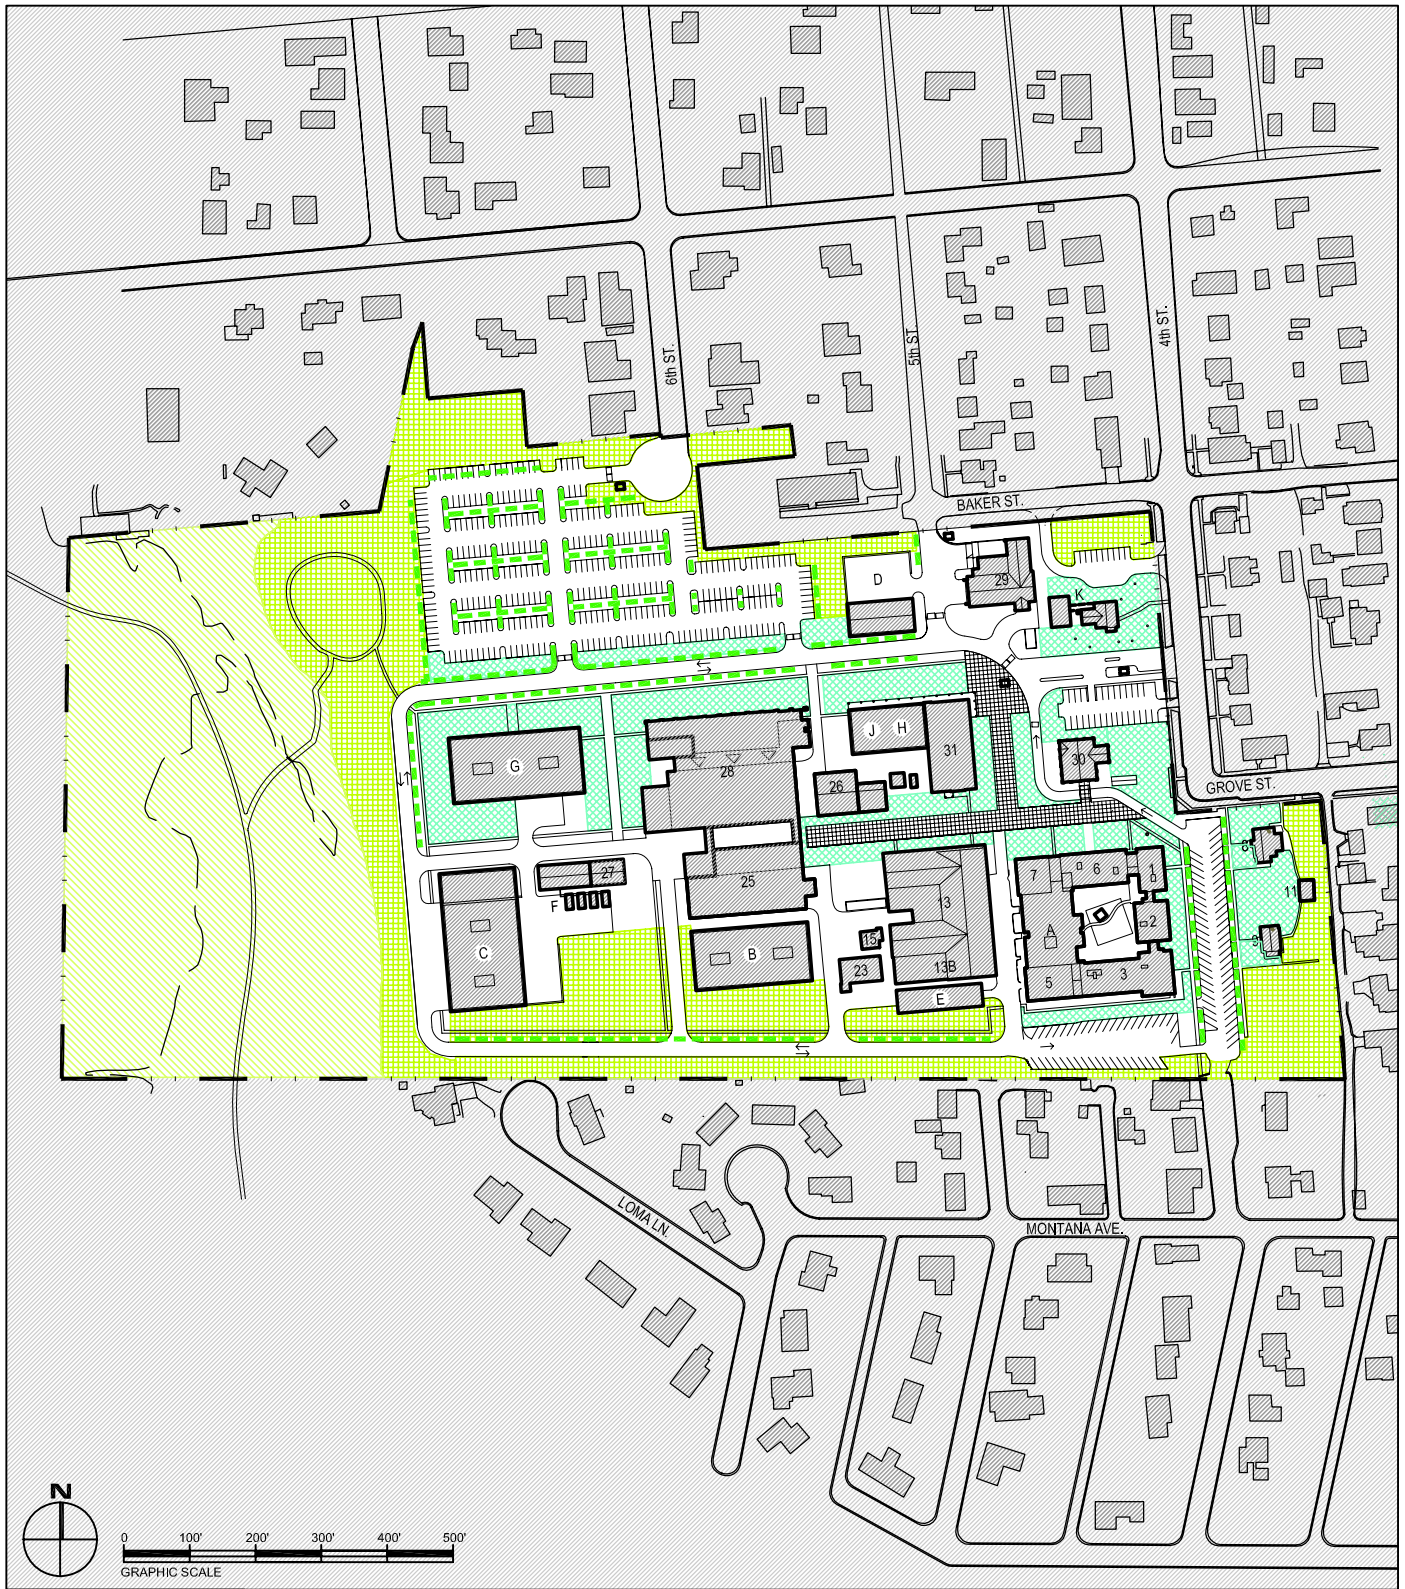 4th ST.
5th ST.
6th ST.
BAKER ST.
D
29
K
J
H
31
G
28
26
30
GROVE ST.
8
27
7
6
1
11
25
F
13
A
2
15
9
C
B
23
13B
5
3
E
LOMA LN.
MONTANA AVE.
N
0 100' 200' 300' 400' 500'
GRAPHIC SCALE